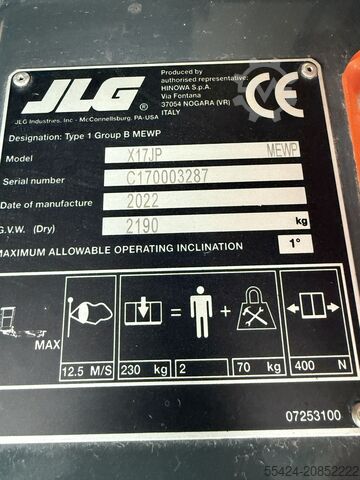 JLG®
JLG Industries, Inc - McConnellsburg, PA-USA
Produced by
authorised representative:
HINOWA S.p.A.
Via Fontana
37054 NOGARA (VR)
ITALY
CE
Designation: Type 1 Group B MEWP
Model X17JP MEWP
Serial number C170003287
Date of manufacture 2022
G.V.W. (Dry) 2190 kg
MAXIMUM ALLOWABLE OPERATING INCLINATION 1°
= +
MAX 12.5 M/S 230 kg 2 70 kg 400 N
07253100
55424-20852222